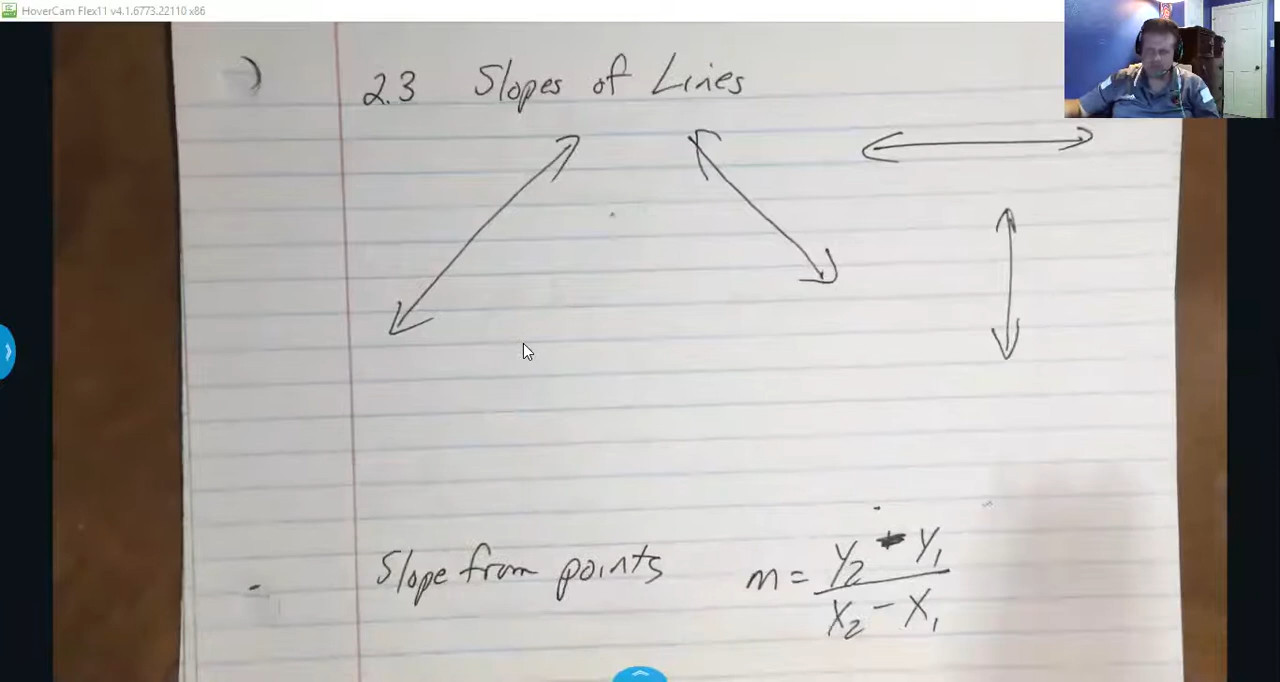 HoverCam Flex11 v4.1.6773.22110 x86
2.3 Slopes of Lines
Slope from points m = y₂ - y₁
x₂ - x₁